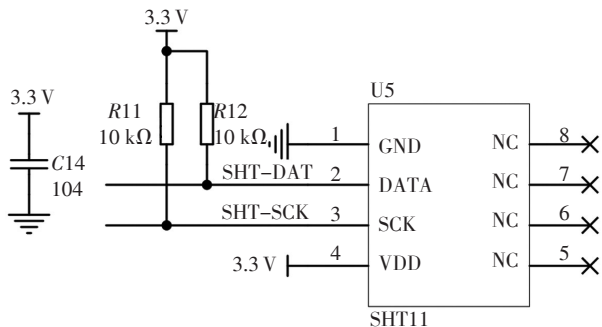 3.3 V
U5
3.3 V
R11
10 kΩ
R12
10 kΩ
1
GND
NC
8
C14
104
SHT-DAT
2
DATA
NC
7
SHT-SCK
3
SCK
NC
6
3.3 V
4
VDD
NC
5
SHT11